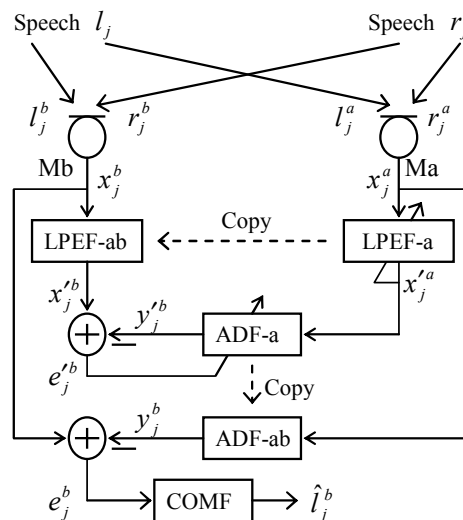 Speech l_j Speech r_j
l_j^b r_j^b l_j^a r_j^a
Mb x_j^b x_j^a Ma
LPEF-ab Copy LPEF-a
x'_j^b x'_j^a
+ y'_j^b ADF-a
e'_j^b Copy
+ y_j^b ADF-ab
e_j^b COMF \hat{l}_j^b